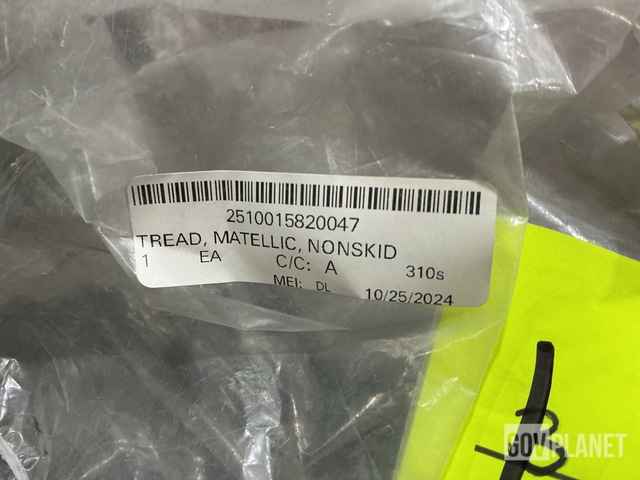 2510015820047
TREAD, MATELLIC, NONSKID
1 EA C/C: A 310s
MEI: DL 10/25/2024
GOVPLANET